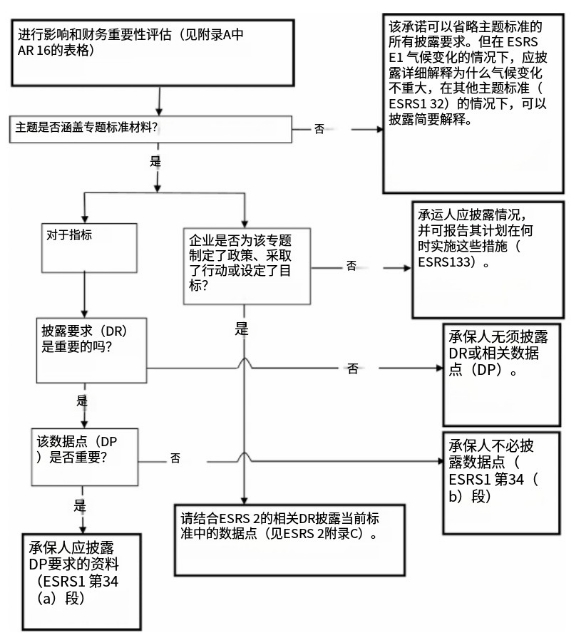 进行影响和财务重要性评估（见附录A中
AR 16的表格）
该承诺可以省略主题标准的
所有披露要求。但在 ESRS
E1 气候变化的情况下，应披
露详细解释为什么气候变化
不重大，在其他主题标准（
ESRS1 32）的情况下，可以
披露简要解释。
主题是否涵盖专题标准材料？
否
是
对于指标
企业是否为该专题
制定了政策、采取
了行动或设定了目
标？
否
承运人应披露情况，
并可报告其计划在何
时实施这些措施（
ESRS133）。
披露要求（DR）
是重要的吗？
是
否
承保人无须披露
DR或相关数据
点（DP）。
是
该数据点（DP
）是否重要？
否
承保人不必披
露数据点（
ESRS1 第34（
b）段）
是
请结合ESRS 2的相关DR披露当前标
准中的数据点（见ESRS 2附录C）。
承保人应披露
DP要求的资料
（ESRS1 第34
（a）段）